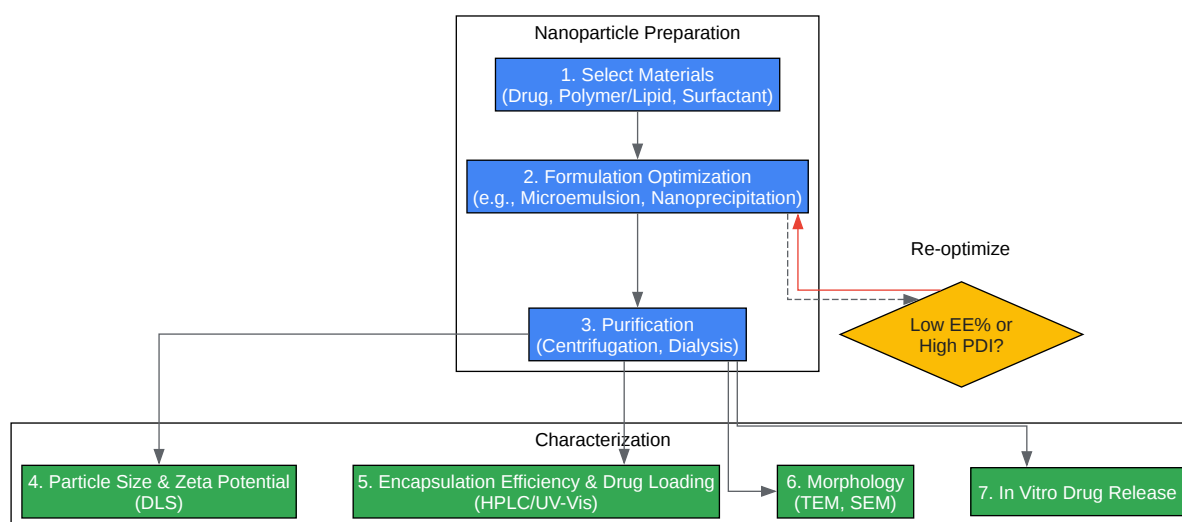 Nanoparticle Preparation
1. Select Materials
(Drug, Polymer/Lipid, Surfactant)
2. Formulation Optimization
(e.g., Microemulsion, Nanoprecipitation)
Re-optimize
Low EE% or
High PDI?
3. Purification
(Centrifugation, Dialysis)
Characterization
4. Particle Size & Zeta Potential
(DLS)
5. Encapsulation Efficiency & Drug Loading
(HPLC/UV-Vis)
6. Morphology
(TEM, SEM)
7. In Vitro Drug Release